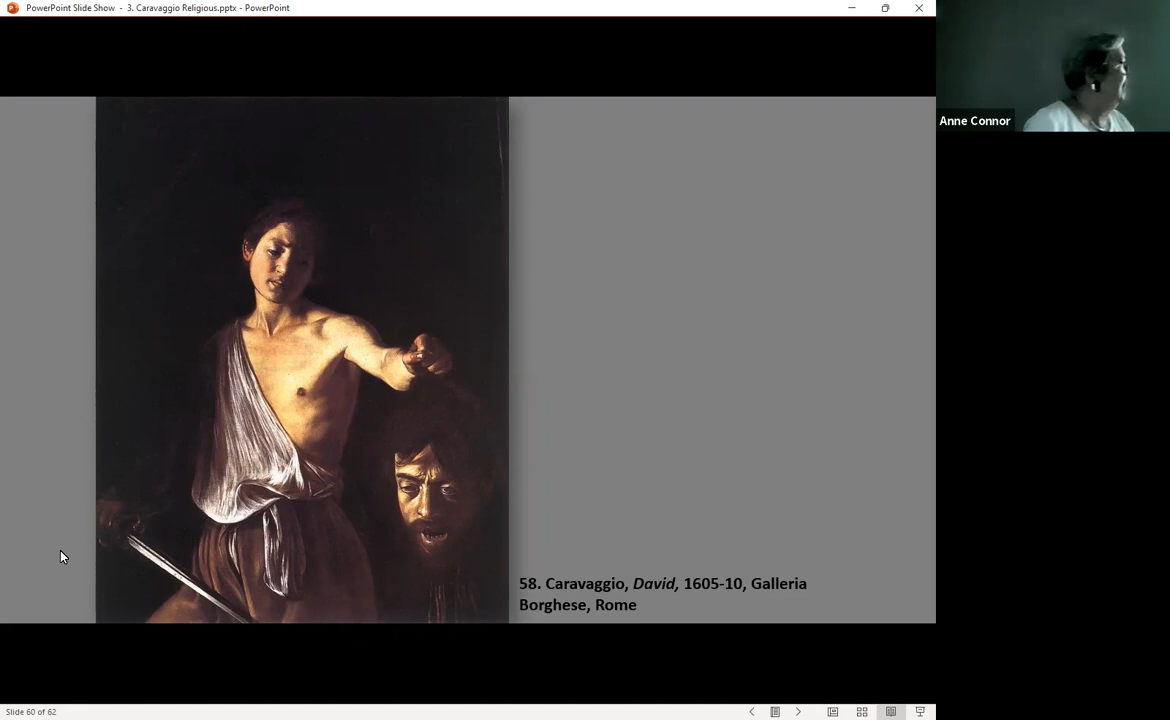 PowerPoint Slide Show - 3. Caravaggio Religious.pptx - PowerPoint
Anne Connor
58. Caravaggio, David, 1605-10, Galleria
Borghese, Rome
Slide 60 of 62